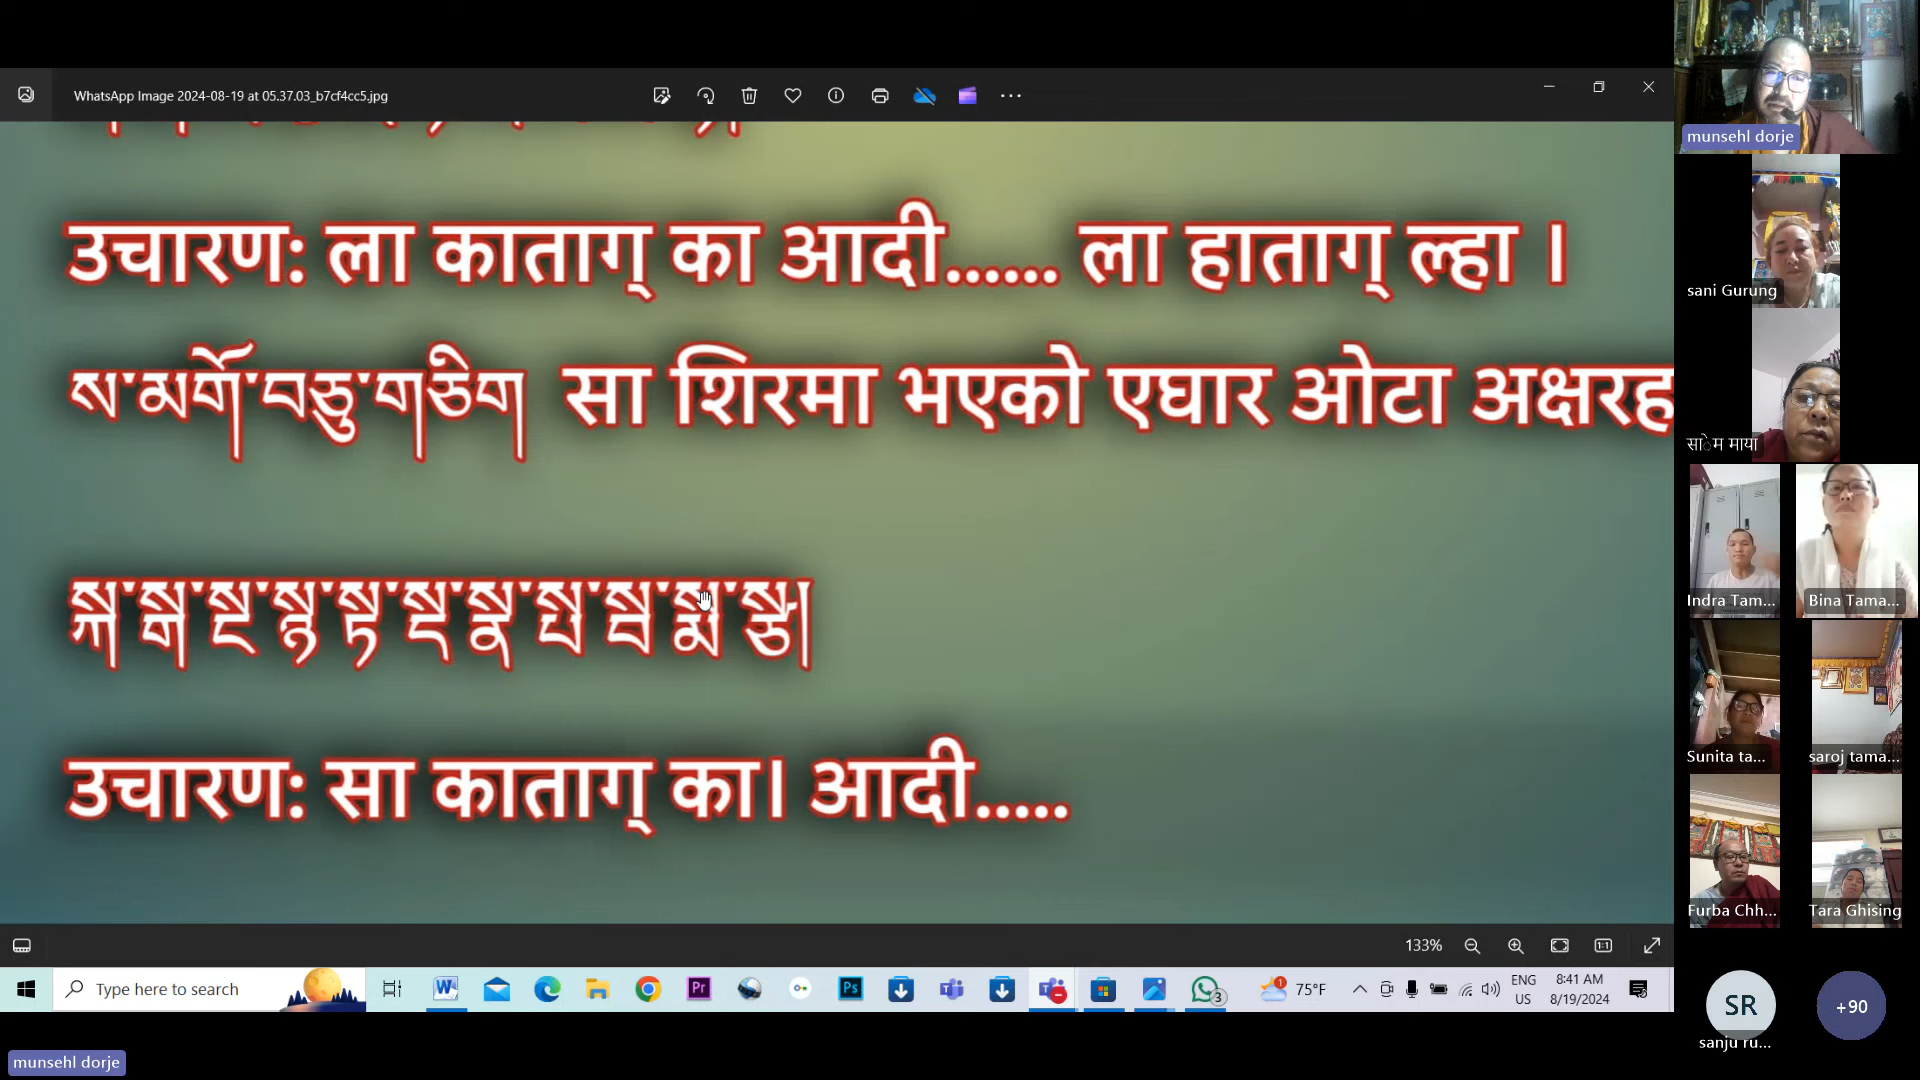 WhatsApp Image 2024-08-19 at 05.37.03_b7cf4cc5.jpg
उचारण: ला काताग् का आदी...... ला हाताग् ल्हा ।
ས་མགོ་བཅུ་གཅིག སा शिरमा भएको एघार ओटा अक्षरह
སྐ་སྒ་སྔ་སྙ་སྟ་སྡ་སྣ་སྤ་སྦ་སྨ་སྩ།
उचारण: सा काताग् का। आदी.....
133%
Type here to search
75°F
ENG
US
8:41 AM
8/19/2024
3
1
munsehl dorje
sani Gurung
साेम माया
Indra Tam...
Bina Tama...
Sunita ta...
saroj tama...
Furba Chh...
Tara Ghising
SR
sanju ru...
+90
munsehl dorje